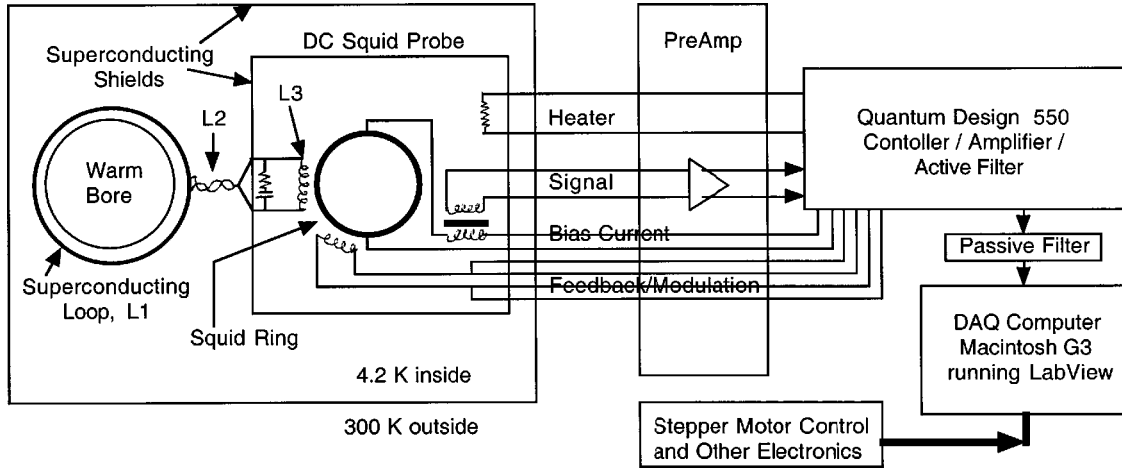 Superconducting
Shields
DC Squid Probe
PreAmp
L2
L3
Warm
Bore
Heater
Signal
Bias Current
Feedback/Modulation
Quantum Design 550
Contoller / Amplifier /
Active Filter
Passive Filter
Superconducting
Loop, L1
Squid Ring
4.2 K inside
300 K outside
DAQ Computer
Macintosh G3
running LabView
Stepper Motor Control
and Other Electronics